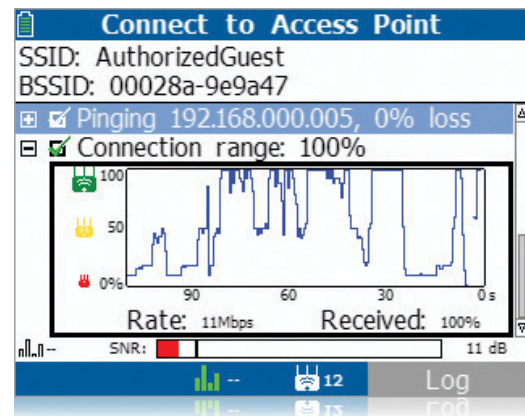 Connect to Access Point
SSID: AuthorizedGuest
BSSID: 00028a-9e9a47
Pinging 192.168.000.005, 0% loss
Connection range: 100%
100
50
0%
90 60 30 0 s
Rate: 11Mbps Received: 100%
-- SNR: 11 dB
-- 12 Log